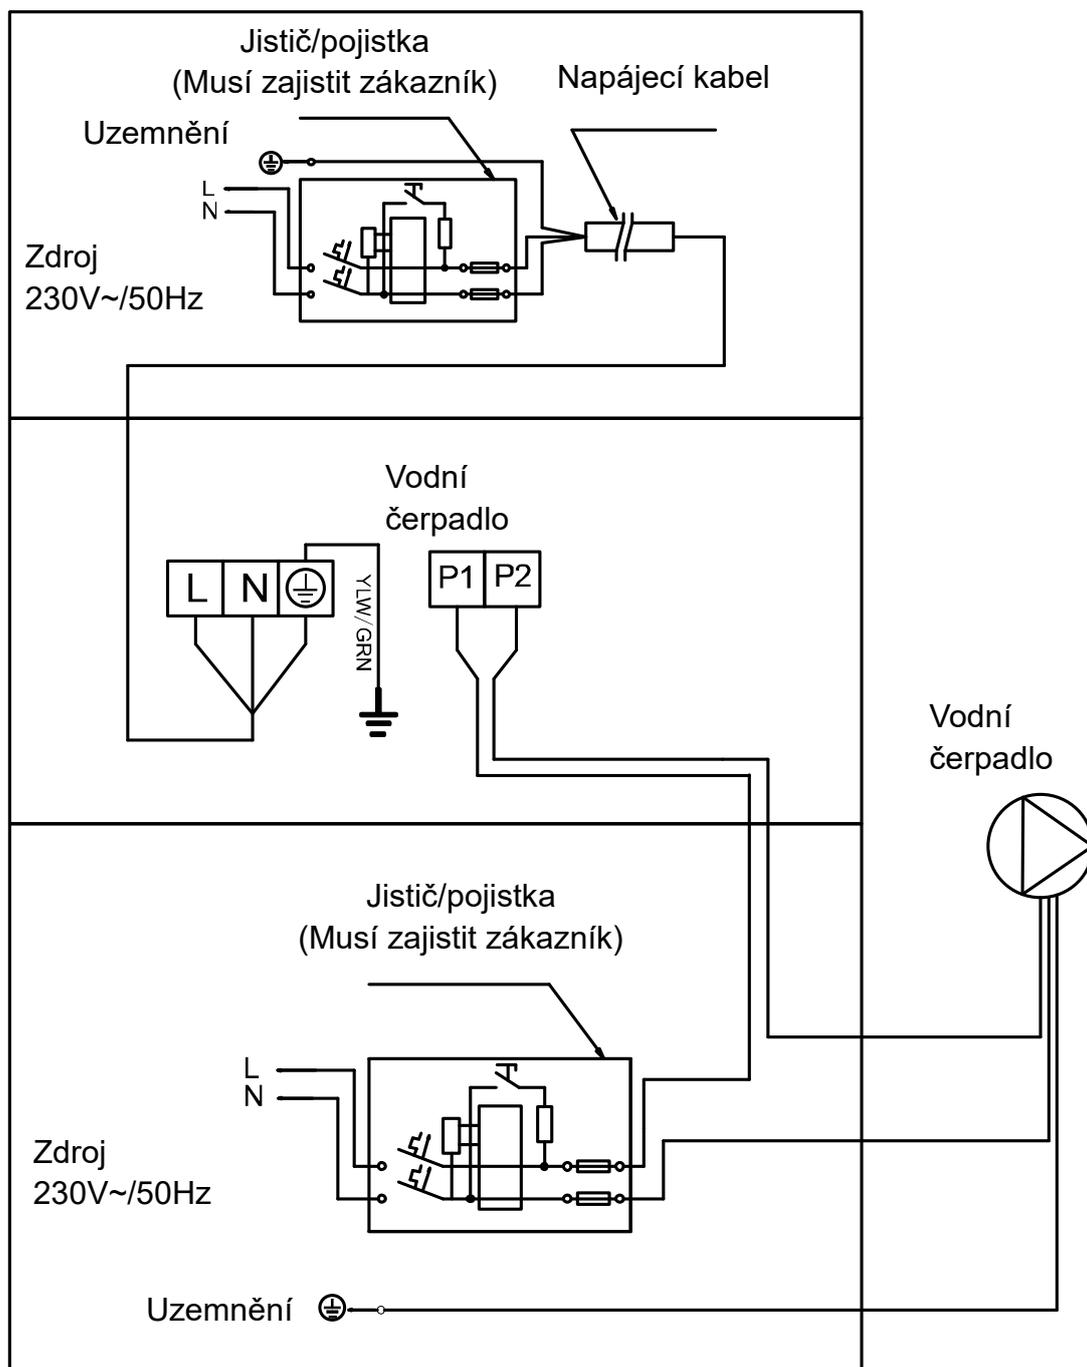 Jistič/pojistka
(Musí zajistit zákazník)
Napájecí kabel
Uzemnění
L
N
Zdroj
230V~/50Hz
Vodní
čerpadlo
L N
YLW/GRN
P1 P2
Vodní
čerpadlo
Jistič/pojistka
(Musí zajistit zákazník)
L
N
Zdroj
230V~/50Hz
Uzemnění